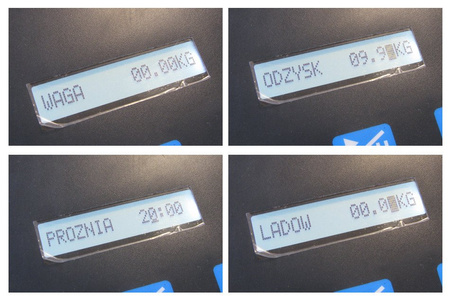 WAGA 00.00KG
ODZYSK 09.9 KG
PROZNIA 20:00
LADOW 00.0 KG